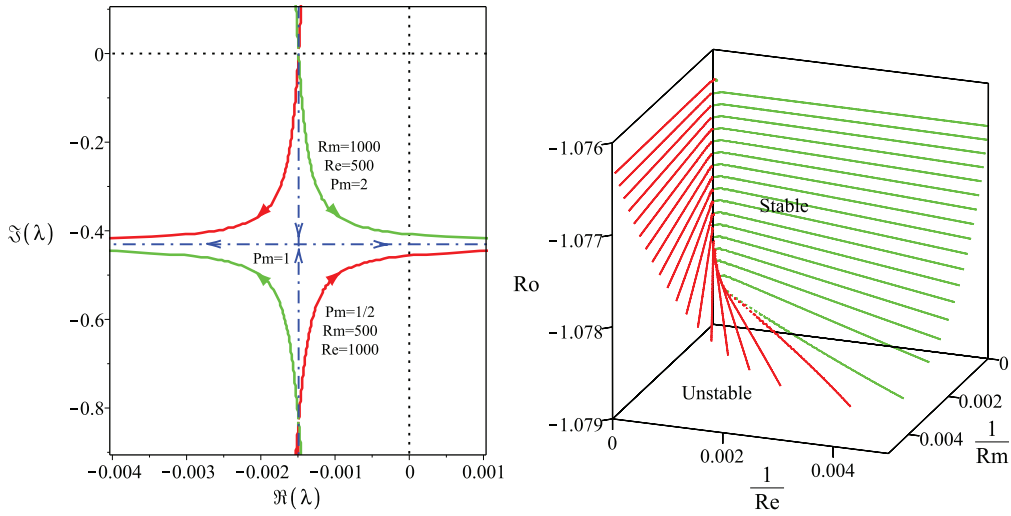 0
−0.2
−0.4
−0.6
−0.8
ℑ(λ)
Rm=1000
Re=500
Pm=2
Pm=1
Pm=1/2
Rm=500
Re=1000
−0.004
−0.003
−0.002
−0.001
0
0.001
ℜ(λ)
-1.076
-1.077
-1.078
-1.079
Ro
Stable
Unstable
0
0.002
0.004
1
Re
0
0.002
0.004
1
Rm